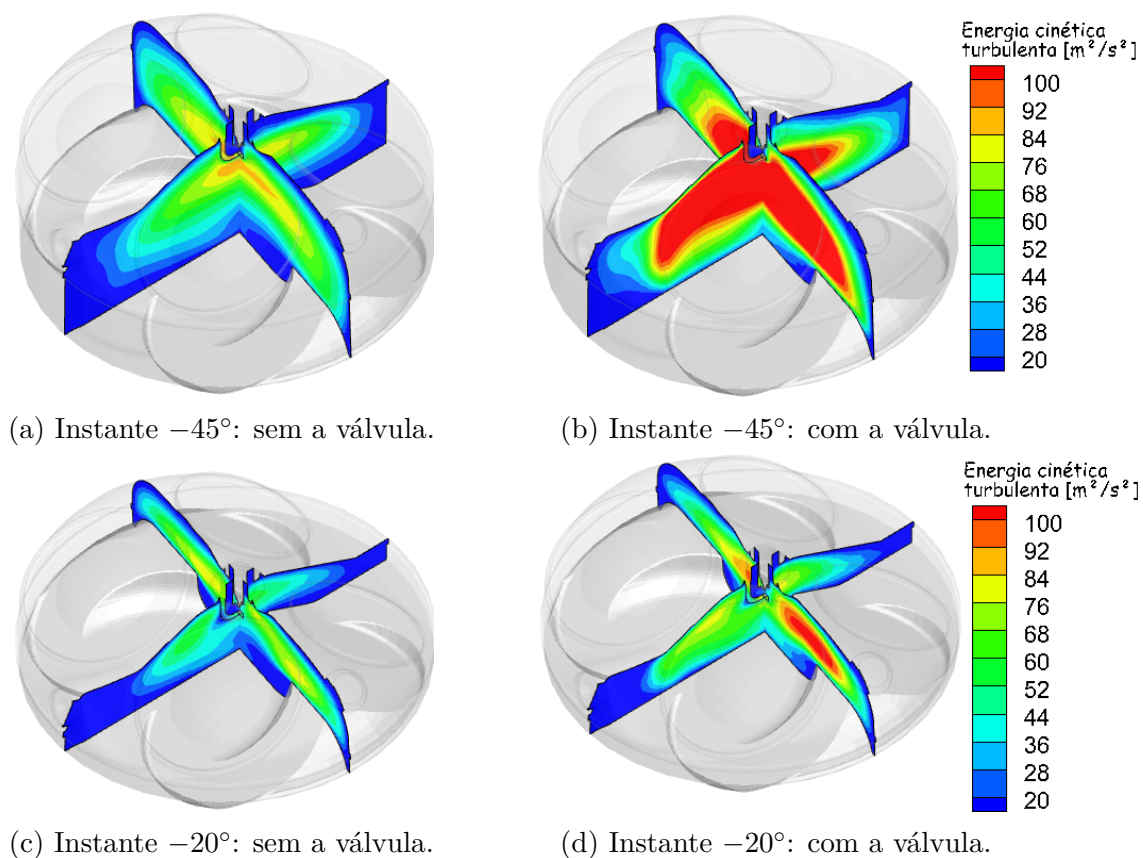 Energia cinética
turbulenta [m²/s²]
100
92
84
76
68
60
52
44
36
28
20
(a) Instante −45°: sem a válvula.
(b) Instante −45°: com a válvula.
Energia cinética
turbulenta [m²/s²]
100
92
84
76
68
60
52
44
36
28
20
(c) Instante −20°: sem a válvula.
(d) Instante −20°: com a válvula.